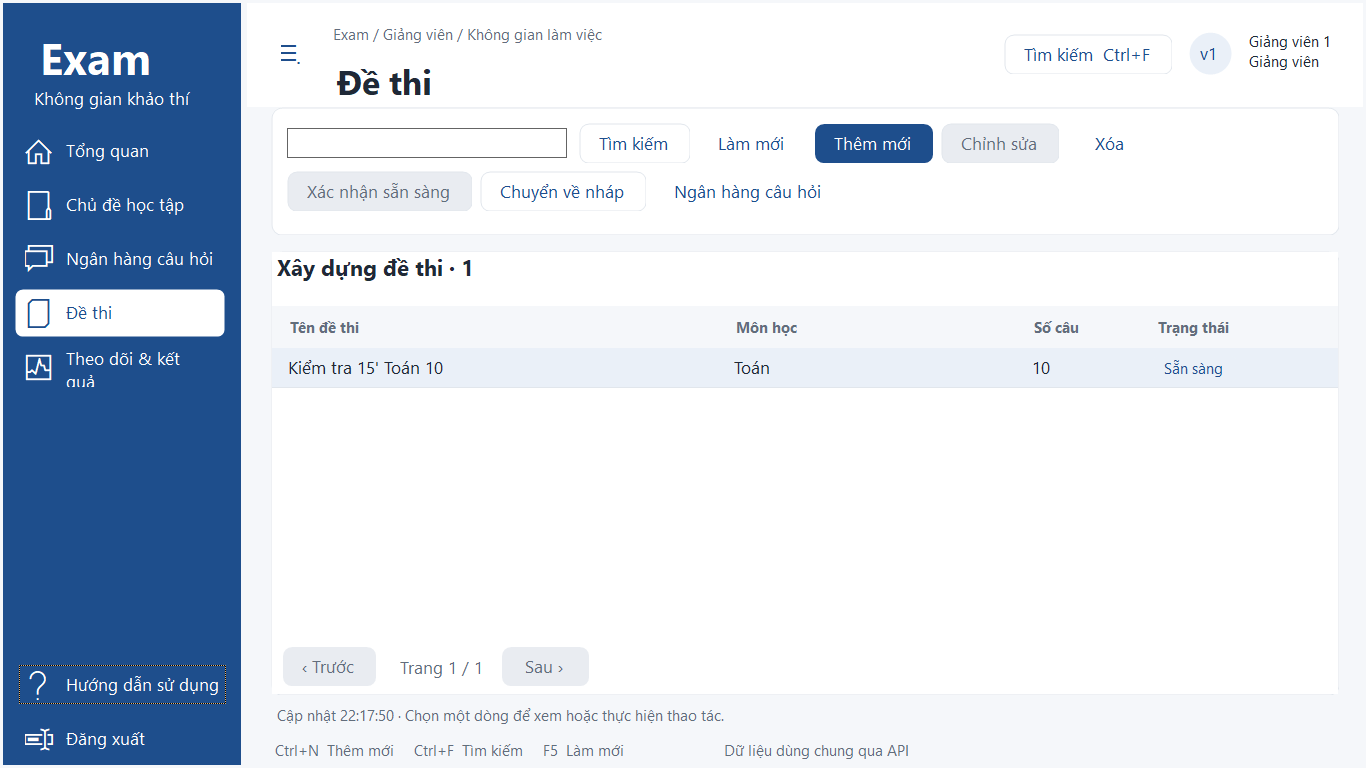 Exam
Không gian khảo thí
Tổng quan
Chủ đề học tập
Ngân hàng câu hỏi
Đề thi
Theo dõi & kết
quả
Hướng dẫn sử dụng
Đăng xuất
Exam / Giảng viên / Không gian làm việc
Đề thi
Tìm kiếm Ctrl+F
v1
Giảng viên 1
Giảng viên
Tìm kiếm Làm mới Thêm mới Chỉnh sửa Xóa
Xác nhận sẵn sàng Chuyển về nháp Ngân hàng câu hỏi
Xây dựng đề thi · 1
Tên đề thi Môn học Số câu Trạng thái
Kiểm tra 15' Toán 10 Toán 10 Sẵn sàng
‹ Trước Trang 1 / 1 Sau ›
Cập nhật 22:17:50 · Chọn một dòng để xem hoặc thực hiện thao tác.
Ctrl+N Thêm mới Ctrl+F Tìm kiếm F5 Làm mới Dữ liệu dùng chung qua API